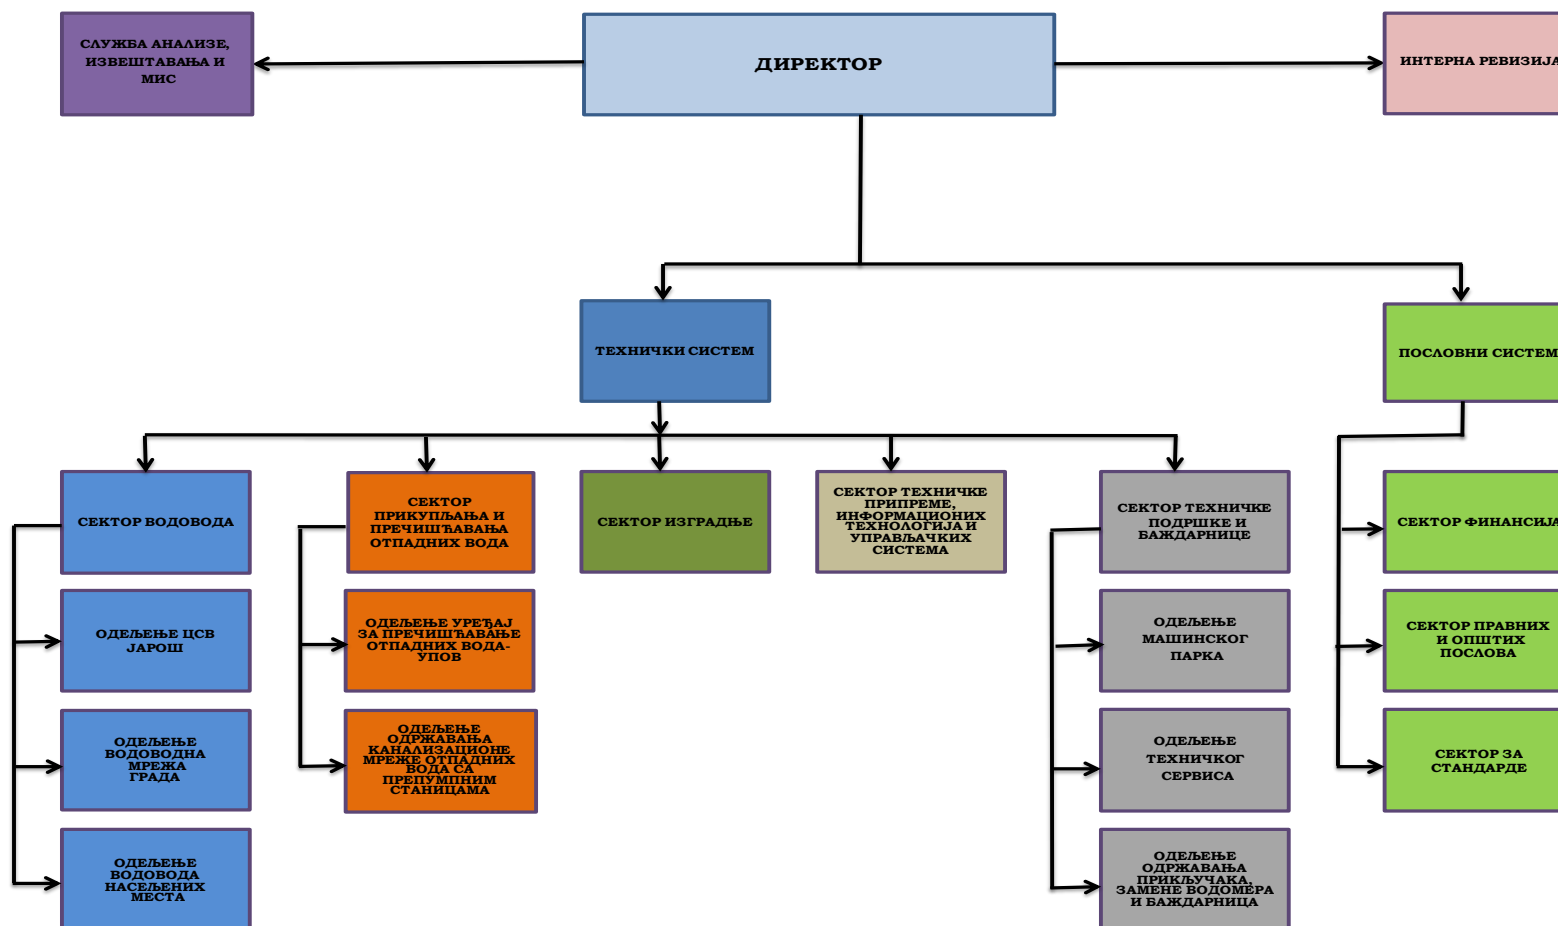 СЛУЖБА АНАЛИЗЕ,
ИЗВЕШТАВАЊА И
МИС
ДИРЕКТОР
ИНТЕРНА РЕВИЗИЈА
ТЕХНИЧКИ СИСТЕМ
ПОСЛОВНИ СИСТЕМ
СЕКТОР ВОДОВОДА
СЕКТОР
ПРИКУПЉАЊА И
ПРЕЧИШЋАВАЊА
ОТПАДНИХ ВОДА
СЕКТОР ИЗГРАДЊЕ
СЕКТОР ТЕХНИЧКЕ
ПРИПРЕМЕ,
ИНФОРМАЦИОНИХ
ТЕХНОЛОГИЈА И
УПРАВЉАЧКИХ
СИСТЕМА
СЕКТОР ТЕХНИЧКЕ
ПОДРШКЕ И
БАЖДАРНИЦЕ
СЕКТОР ФИНАНСИЈА
ОДЕЉЕЊЕ ЦСВ
ЈАРОШ
ОДЕЉЕЊЕ УРЕЂАЈ
ЗА ПРЕЧИШЋАВАЊЕ
ОТПАДНИХ ВОДА-
УПОВ
ОДЕЉЕЊЕ
МАШИНСКОГ
ПАРКА
СЕКТОР ПРАВНИХ
И ОПШТИХ
ПОСЛОВА
ОДЕЉЕЊЕ
ВОДОВОДНА
МРЕЖА
ГРАДА
ОДЕЉЕЊЕ
ОДРЖАВАЊА
КАНАЛИЗАЦИОНЕ
МРЕЖЕ ОТПАДНИХ
ВОДА СА
ПРЕПУМПНИМ
СТАНИЦАМА
ОДЕЉЕЊЕ
ТЕХНИЧКОГ
СЕРВИСА
СЕКТОР ЗА
СТАНДАРДЕ
ОДЕЉЕЊЕ
ВОДОВОДА
НАСЕЉЕНИХ
МЕСТА
ОДЕЉЕЊЕ
ОДРЖАВАЊА
ПРИКЉУЧАКА,
ЗАМЕНЕ ВОДОМЕРА
И БАЖДАРНИЦА